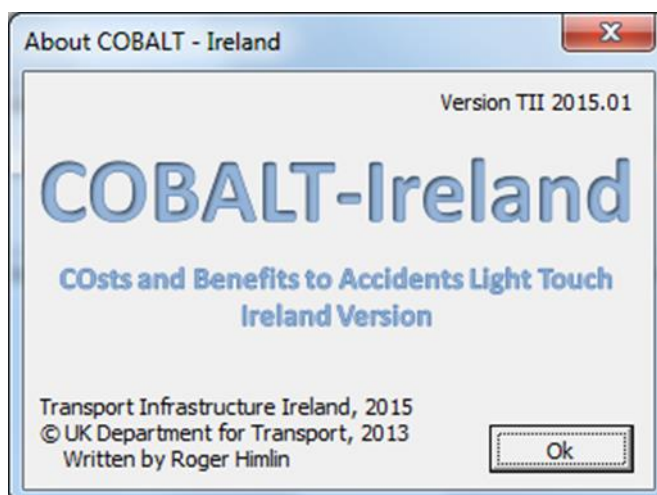 About COBALT - Ireland
Version TII 2015.01
COBALT-Ireland
COsts and Benefits to Accidents Light Touch
Ireland Version
Transport Infrastructure Ireland, 2015
© UK Department for Transport, 2013
Written by Roger Himlin
Ok